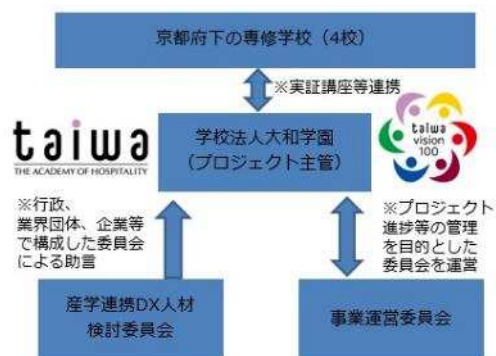 京都府下の専修学校（4校）
※実証講座等連携
taiwa
THE ACADEMY OF HOSPITALITY
学校法人大和学園
（プロジェクト主管）
taiwa
vision
100
※行政、
業界団体、企業等
で構成した委員会
による助言
※プロジェクト
進捗等の管理
を目的とした
委員会を運営
産学連携DX人材
検討委員会
事業運営委員会